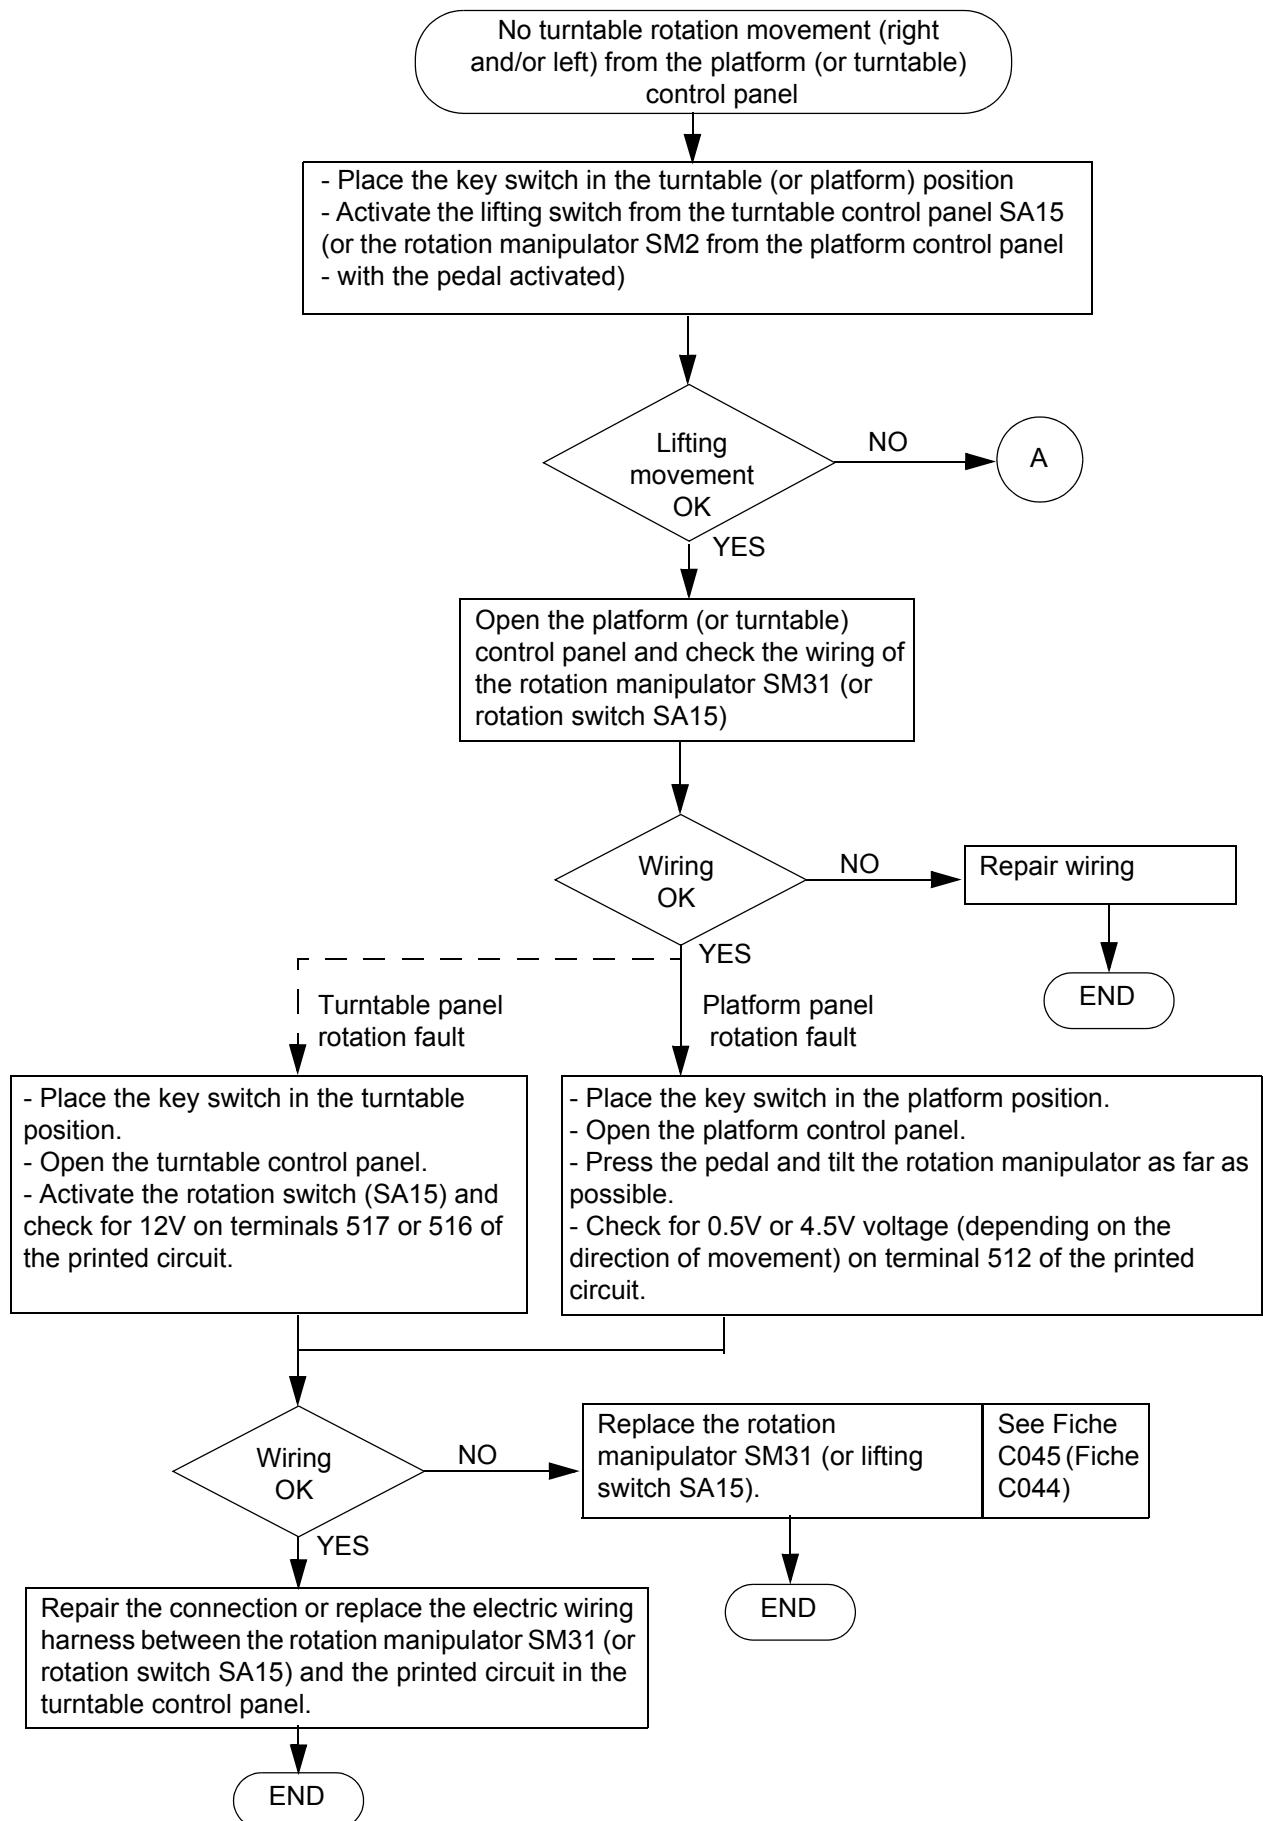 No turntable rotation movement (right
and/or left) from the platform (or turntable)
control panel
- Place the key switch in the turntable (or platform) position
- Activate the lifting switch from the turntable control panel SA15
(or the rotation manipulator SM2 from the platform control panel
- with the pedal activated)
Lifting
movement
OK
NO
A
YES
Open the platform (or turntable)
control panel and check the wiring of
the rotation manipulator SM31 (or
rotation switch SA15)
Wiring
OK
NO
Repair wiring
END
YES
Turntable panel
rotation fault
Platform panel
rotation fault
- Place the key switch in the turntable
position.
- Open the turntable control panel.
- Activate the rotation switch (SA15) and
check for 12V on terminals 517 or 516 of
the printed circuit.
- Place the key switch in the platform position.
- Open the platform control panel.
- Press the pedal and tilt the rotation manipulator as far as
possible.
- Check for 0.5V or 4.5V voltage (depending on the
direction of movement) on terminal 512 of the printed
circuit.
Wiring
OK
NO
Replace the rotation
manipulator SM31 (or lifting
switch SA15).
See Fiche
C045 (Fiche
C044)
END
YES
Repair the connection or replace the electric wiring
harness between the rotation manipulator SM31 (or
rotation switch SA15) and the printed circuit in the
turntable control panel.
END